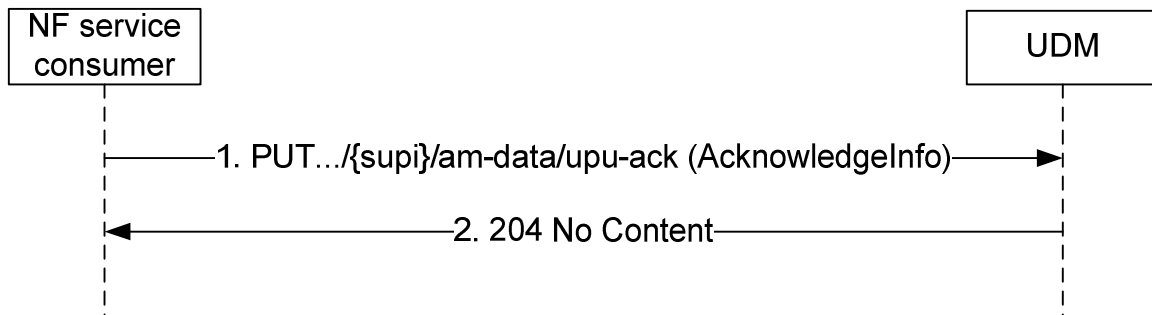 NF service
consumer
UDM
1. PUT.../{supi}/am-data/upu-ack (AcknowledgeInfo)
2. 204 No Content